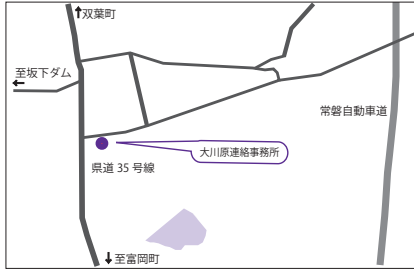 ↑双葉町
至坂下ダム
←
常磐自動車道
大川原連絡事務所
県道 35 号線
↓至富岡町